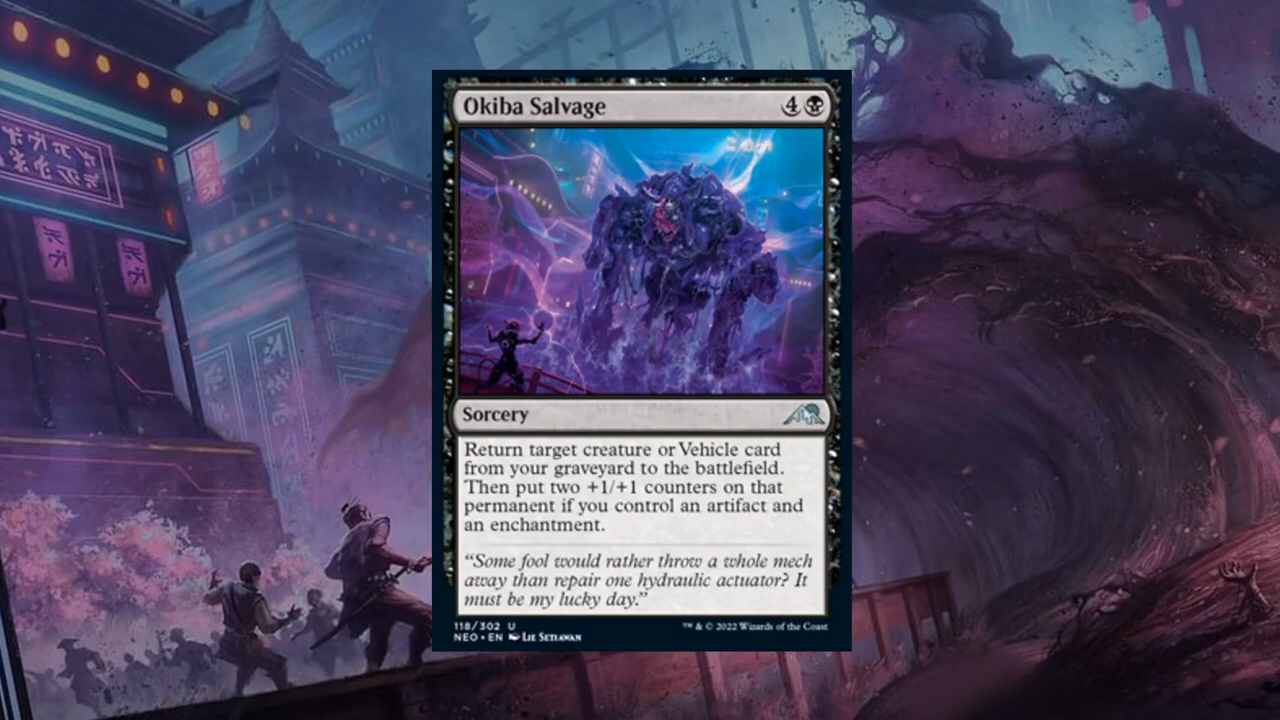 Okiba Salvage 4
Sorcery
Return target creature or Vehicle card
from your graveyard to the battlefield.
Then put two +1/+1 counters on that
permanent if you control an artifact and
an enchantment.
“Some fool would rather throw a whole mech
away than repair one hydraulic actuator? It
must be my lucky day.”
118/302 U
NEO • EN Lie Setiawan
™ & © 2022 Wizards of the Coast